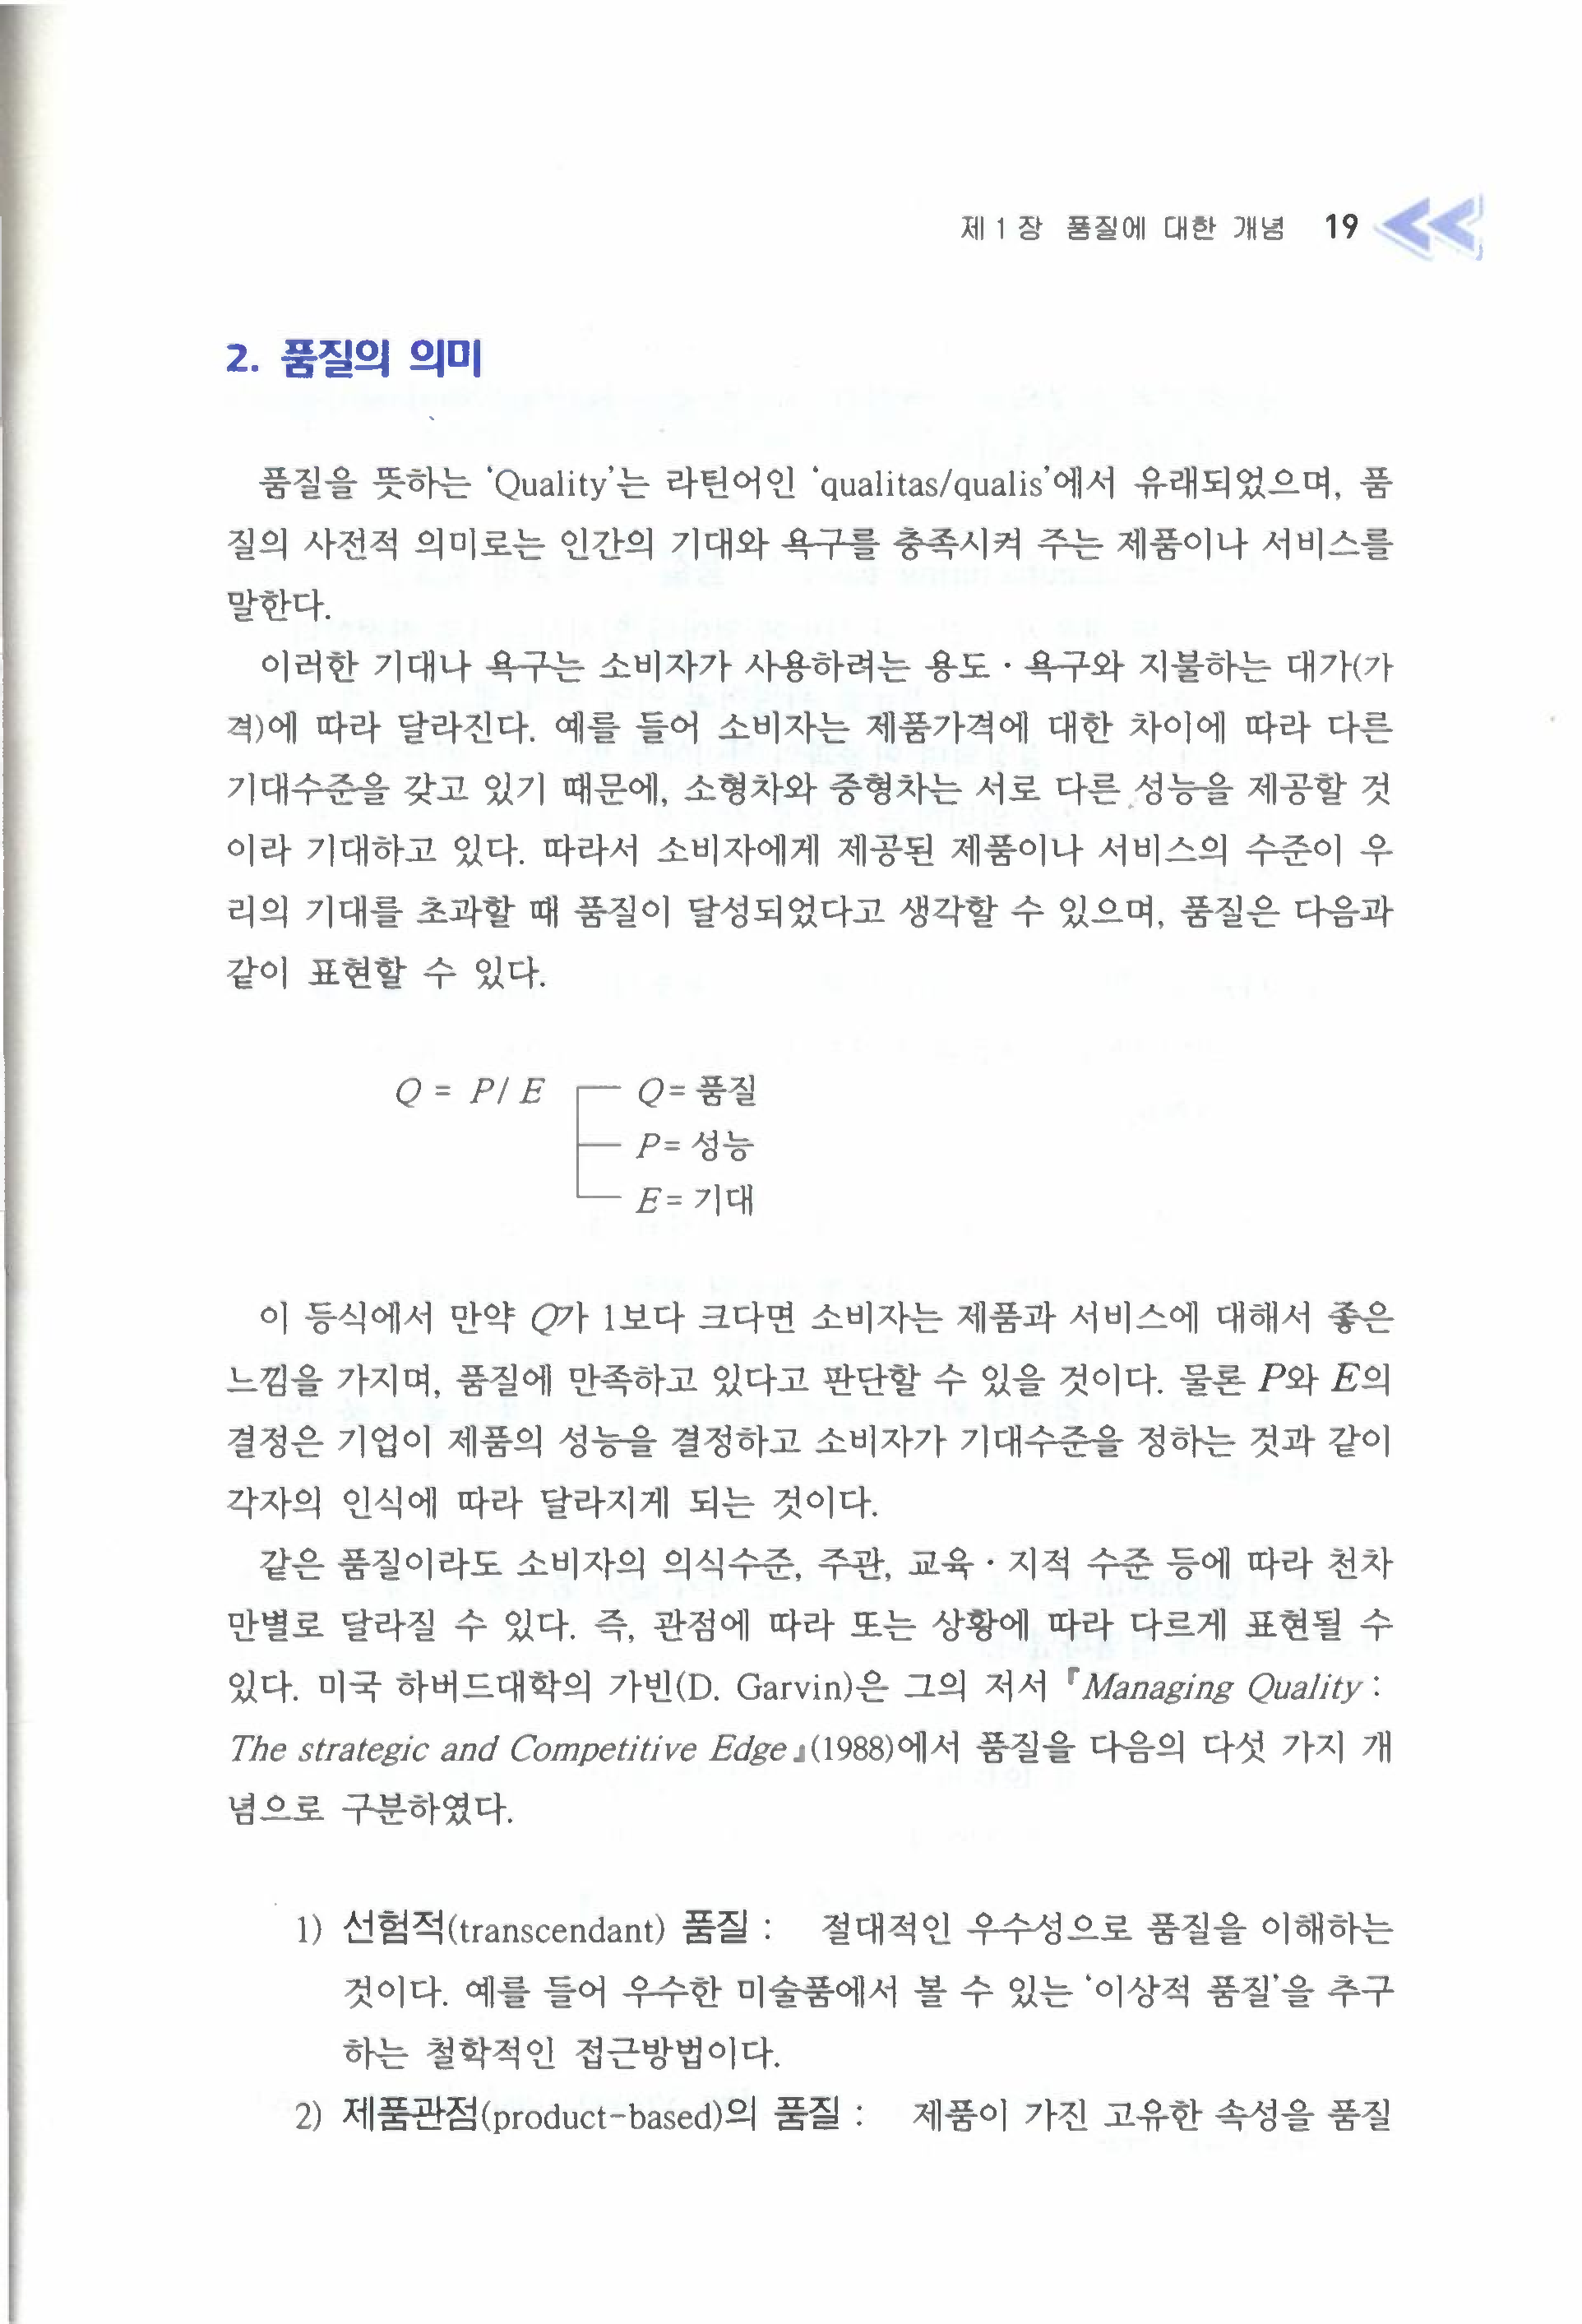 제 1 장 품질에 대한 개념 19
2. 품질의 의미
품질을 뜻하는 ‘Quality’는 라틴어인 ‘qualitas/qualis’에서 유래되었으며, 품
질의 사전적 의미로는 인간의 기대와 욕구를 충족시켜 주는 제품이나 서비스를
말한다.
이러한 기대나 욕구는 소비자가 사용하려는 용도·욕구와 지불하는 대가(가
격)에 따라 달라진다. 예를 들어 소비자는 제품가격에 대한 차이에 따라 다른
기대수준을 갖고 있기 때문에, 소형차와 중형차는 서로 다른 성능을 제공할 것
이라 기대하고 있다. 따라서 소비자에게 제공된 제품이나 서비스의 수준이 우
리의 기대를 초과할 때 품질이 달성되었다고 생각할 수 있으며, 품질은 다음과
같이 표현할 수 있다.
Q = P/ E Q= 품질
P= 성능
E= 기대
이 등식에서 만약 Q가 1보다 크다면 소비자는 제품과 서비스에 대해서 좋은
느낌을 가지며, 품질에 만족하고 있다고 판단할 수 있을 것이다. 물론 P와 E의
결정은 기업이 제품의 성능을 결정하고 소비자가 기대수준을 정하는 것과 같이
각자의 인식에 따라 달라지게 되는 것이다.
같은 품질이라도 소비자의 의식수준, 주관, 교육·지적 수준 등에 따라 천차
만별로 달라질 수 있다. 즉, 관점에 따라 또는 상황에 따라 다르게 표현될 수
있다. 미국 하버드대학의 가빈(D. Garvin)은 그의 저서 『Managing Quality :
The strategic and Competitive Edge』(1988)에서 품질을 다음의 다섯 가지 개
념으로 구분하였다.
1) 선험적(transcendant) 품질 : 절대적인 우수성으로 품질을 이해하는
것이다. 예를 들어 우수한 미술품에서 볼 수 있는 ‘이상적 품질’을 추구
하는 철학적인 접근방법이다.
2) 제품관점(product-based)의 품질 : 제품이 가진 고유한 속성을 품질